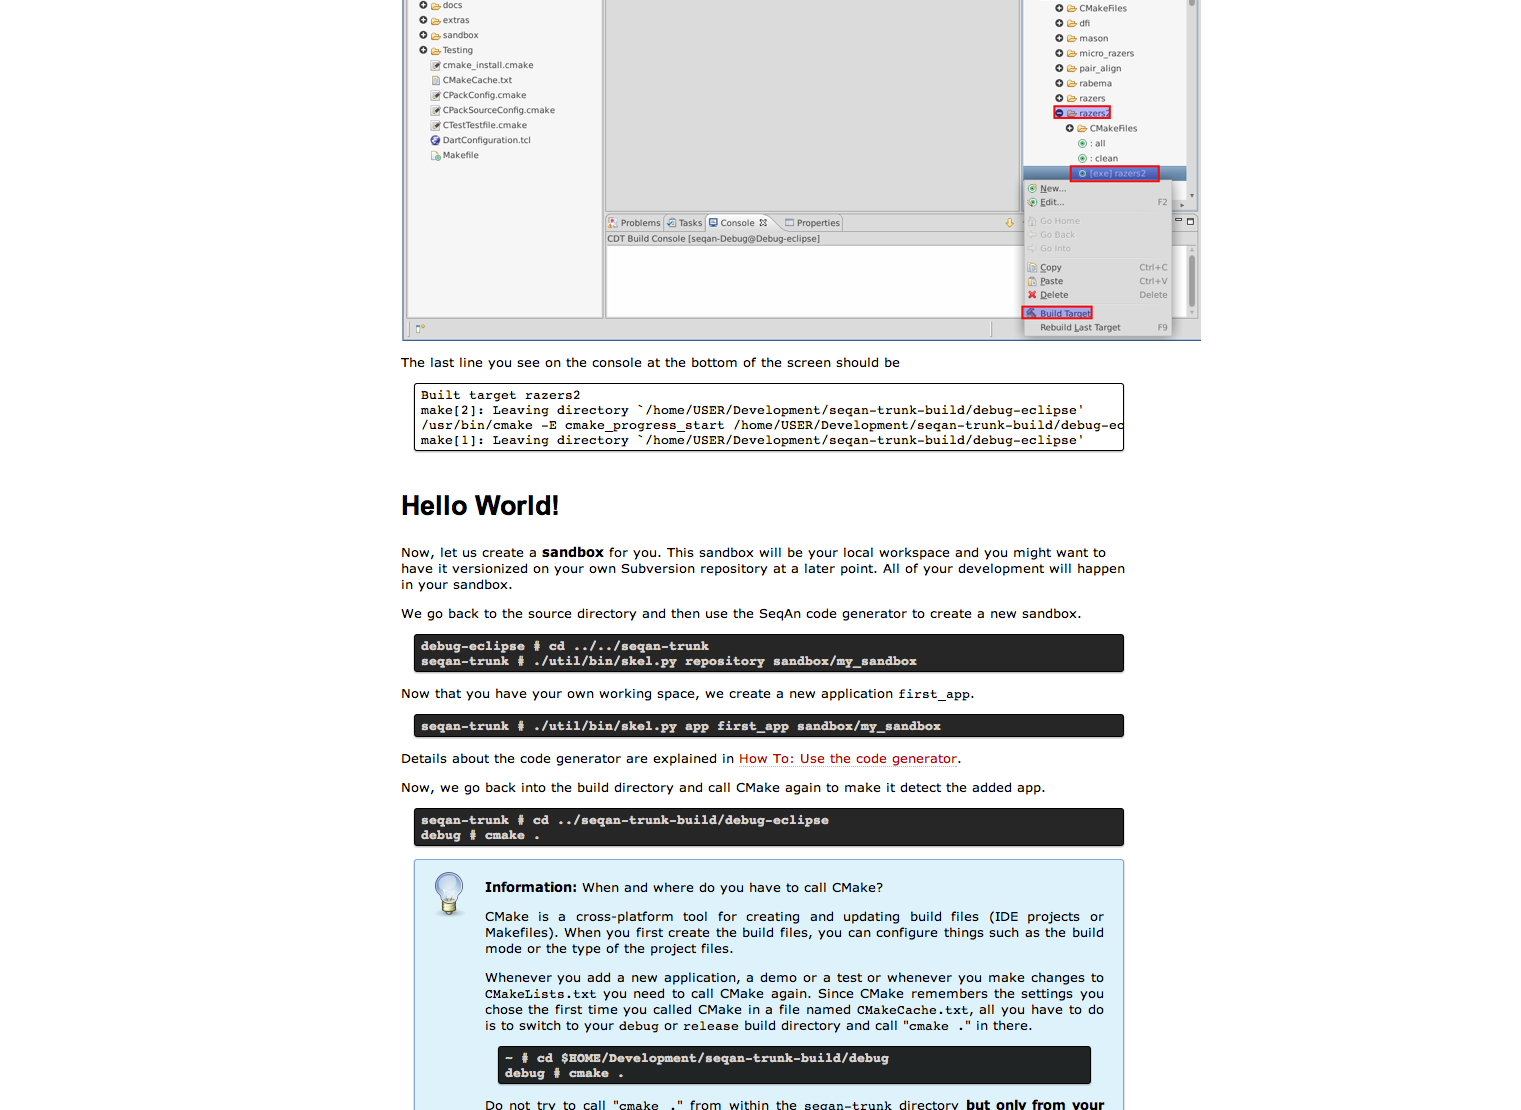 docs
extras
sandbox
Testing
cmake_install.cmake
CMakeCache.txt
CPackConfig.cmake
CPackSourceConfig.cmake
CTestTestfile.cmake
DartConfiguration.tcl
Makefile
CMakeFiles
dfi
mason
micro_razers
pair_align
rabema
razers
razers2
CMakeFiles
: all
: clean
[exe] razers2
New...
Edit... F2
Go Home
Go Back
Go Into
Copy Ctrl+C
Paste Ctrl+V
Delete Delete
Build Target
Rebuild Last Target F9
Problems Tasks Console Properties
CDT Build Console [seqan-Debug@Debug-eclipse]
The last line you see on the console at the bottom of the screen should be
Built target razers2
make[2]: Leaving directory `/home/USER/Development/seqan-trunk-build/debug-eclipse'
/usr/bin/cmake -E cmake_progress_start /home/USER/Development/seqan-trunk-build/debug-ec
make[1]: Leaving directory `/home/USER/Development/seqan-trunk-build/debug-eclipse'
Hello World!
Now, let us create a sandbox for you. This sandbox will be your local workspace and you might want to
have it versionized on your own Subversion repository at a later point. All of your development will happen
in your sandbox.
We go back to the source directory and then use the SeqAn code generator to create a new sandbox.
debug-eclipse # cd ../../seqan-trunk
seqan-trunk # ./util/bin/skel.py repository sandbox/my_sandbox
Now that you have your own working space, we create a new application first_app.
seqan-trunk # ./util/bin/skel.py app first_app sandbox/my_sandbox
Details about the code generator are explained in How To: Use the code generator.
Now, we go back into the build directory and call CMake again to make it detect the added app.
seqan-trunk # cd ../seqan-trunk-build/debug-eclipse
debug # cmake .
Information: When and where do you have to call CMake?
CMake is a cross-platform tool for creating and updating build files (IDE projects or
Makefiles). When you first create the build files, you can configure things such as the build
mode or the type of the project files.
Whenever you add a new application, a demo or a test or whenever you make changes to
CMakeLists.txt you need to call CMake again. Since CMake remembers the settings you
chose the first time you called CMake in a file named CMakeCache.txt, all you have to do
is to switch to your debug or release build directory and call "cmake ." in there.
~ # cd $HOME/Development/seqan-trunk-build/debug
debug # cmake .
Do not try to call "cmake ." from within the seqan-trunk directory but only from your